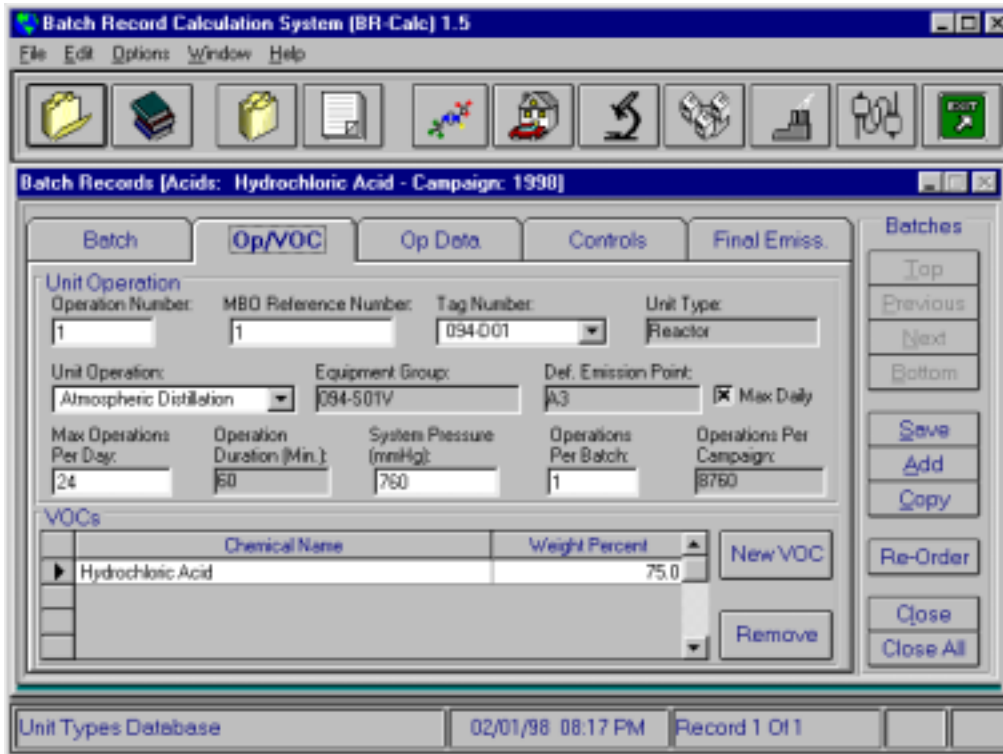 Batch Record Calculation System (BR-Calc) 1.5
File Edit Options Window Help
EXIT
Batch Records [Acids: Hydrochloric Acid - Campaign: 1998]
Batch Op/VOC Op Data Controls Final Emiss.
Batches
Unit Operation
Operation Number: MBO Reference Number: Tag Number: Unit Type:
1 1 094-D01 Reactor
Unit Operation: Equipment Group: Def. Emission Point:
Atmospheric Distillation 094-S01V A3 Max Daily
Max Operations Per Day: Operation Duration (Min.): System Pressure (mmHg): Operations Per Batch: Operations Per Campaign:
24 60 760 1 8760
VOCs
Chemical Name Weight Percent
Hydrochloric Acid 75.0
New VOC
Remove
Top
Previous
Next
Bottom
Save
Add
Copy
Re-Order
Close
Close All
Unit Types Database 02/01/98 08:17 PM Record 1 Of 1